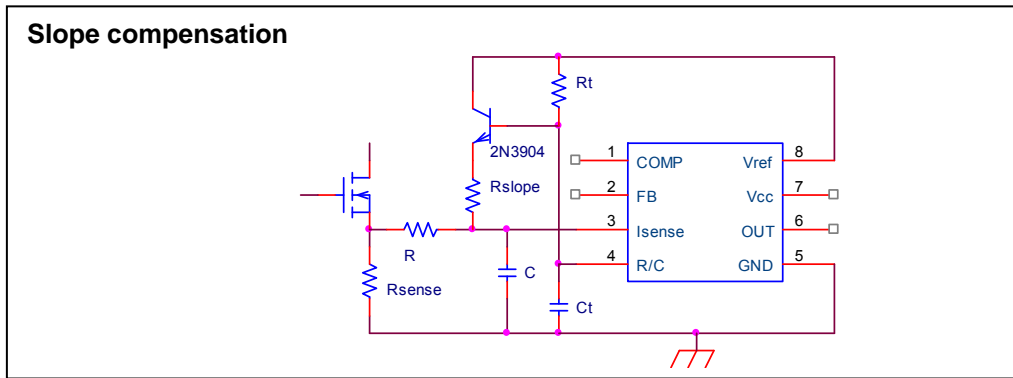 Slope compensation
Rt
2N3904
1 COMP Vref 8
Rslope
2 FB Vcc 7
3 Isense OUT 6
R
4 R/C GND 5
C
Rsense
Ct